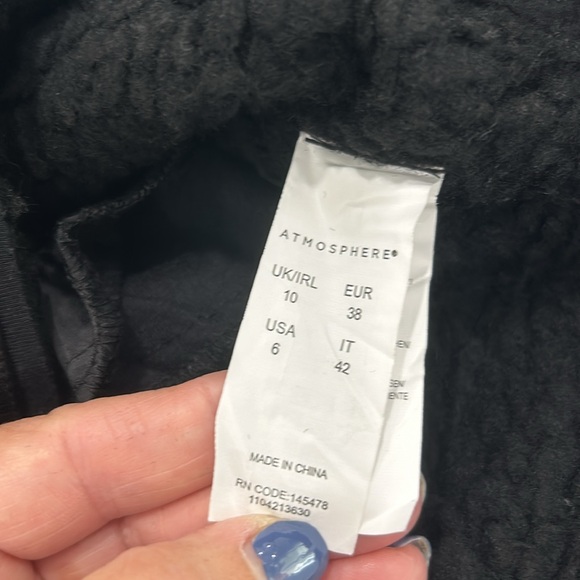 ATMOSPHERE®
UK/IRL EUR
10 38
USA IT
6 42
MADE IN CHINA
RN CODE:145478
1104213630